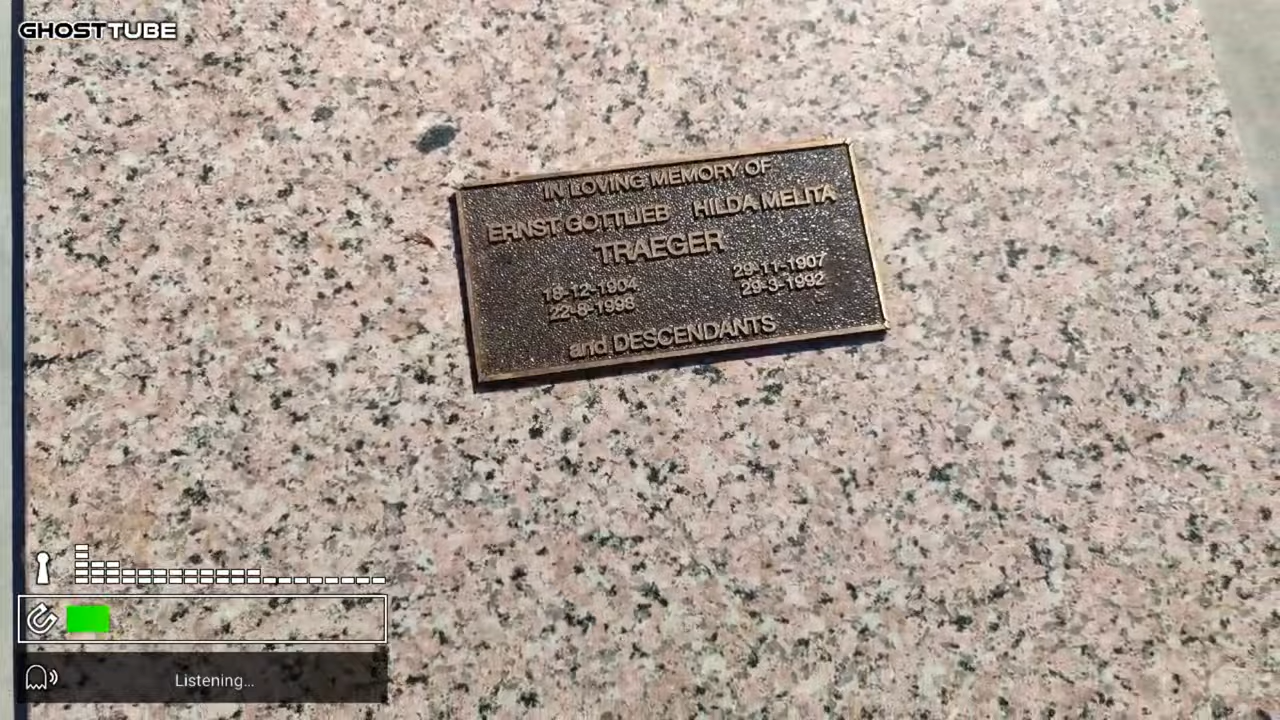 GHOSTTUBE
IN LOVING MEMORY OF
ERNST GOTTLIEB HILDA MELITA
TRAEGER
18-12-1904 29-11-1907
22-8-1998 29-3-1992
and DESCENDANTS
Listening...